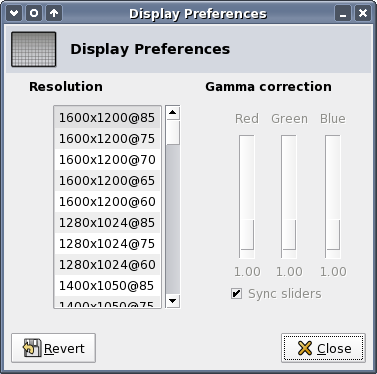 Display Preferences
Display Preferences
Resolution
1600x1200@85
1600x1200@75
1600x1200@70
1600x1200@65
1600x1200@60
1280x1024@85
1280x1024@75
1280x1024@60
1400x1050@85
1400x1050@75
Gamma correction
Red Green Blue
1.00 1.00 1.00
Sync sliders
Revert
Close